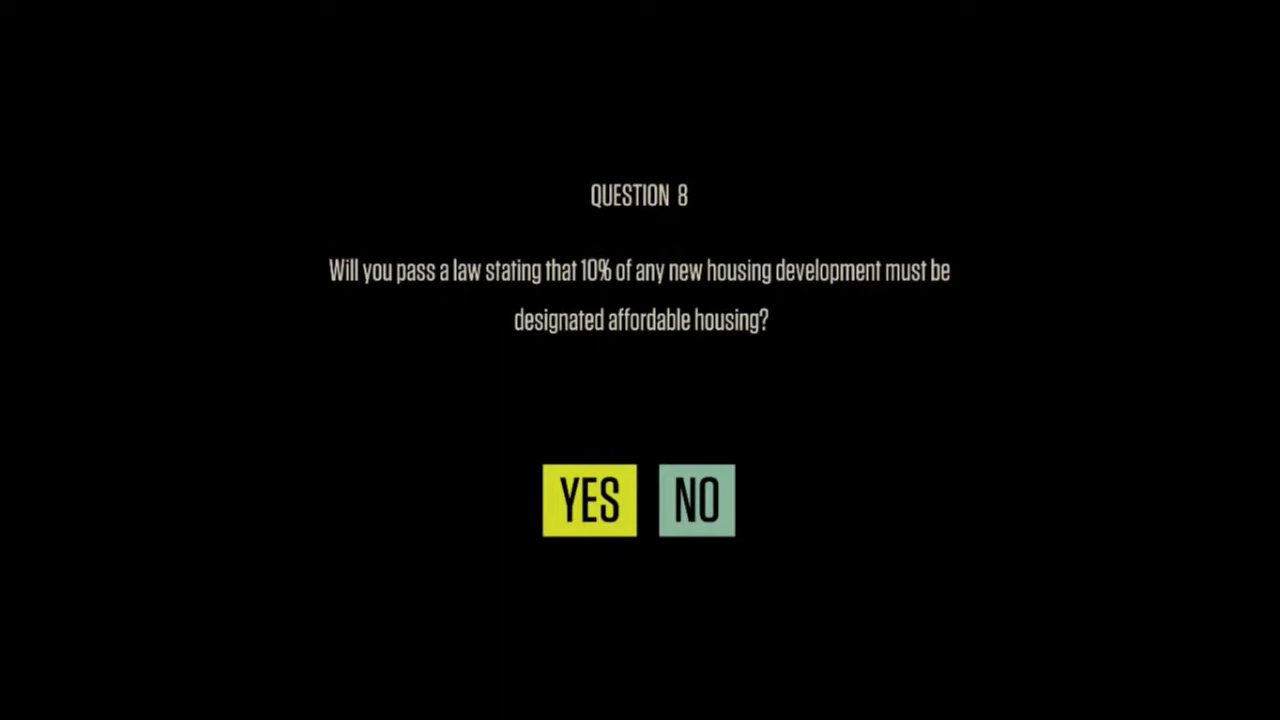 QUESTION 8
Will you pass a law stating that 10% of any new housing development must be
designated affordable housing?
YES NO